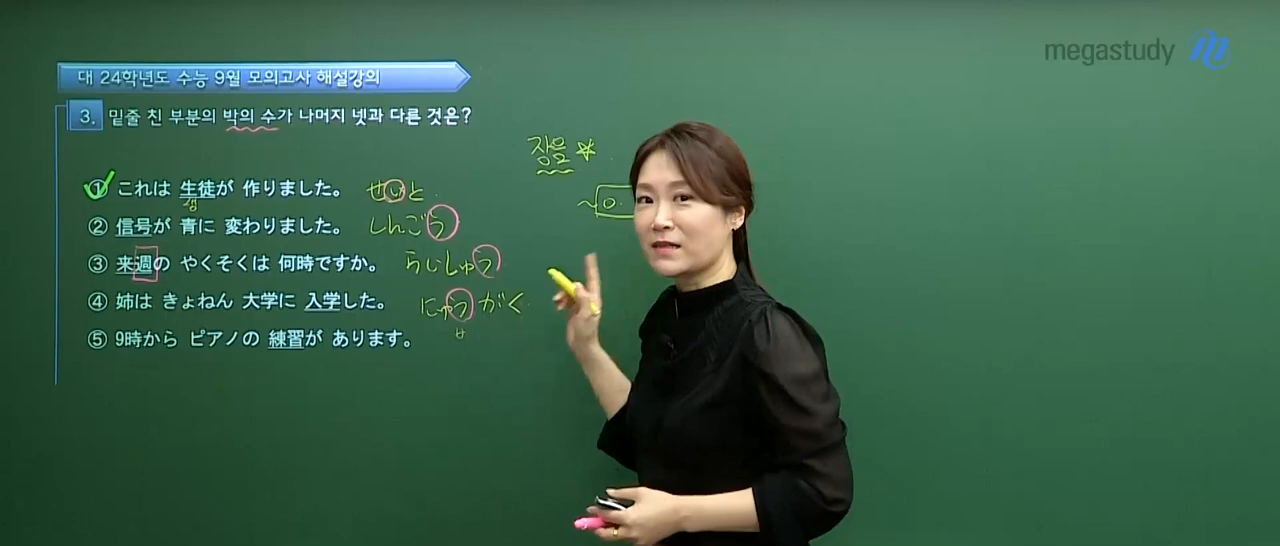 megastudy
대 24학년도 수능 9월 모의고사 해설강의
3. 밑줄 친 부분의 박의 수가 나머지 넷과 다른 것은?
장음 ☆
① これは 生徒が 作りました。 せいと
생
② 信号が 青に 変わりました。 しんごう
③ 来週の やくそくは 何時ですか。 らいしゅう
④ 姉は きょねん 大学に 入学した。 にゅうがく
⑤ 9時から ピアノの 練習が あります。